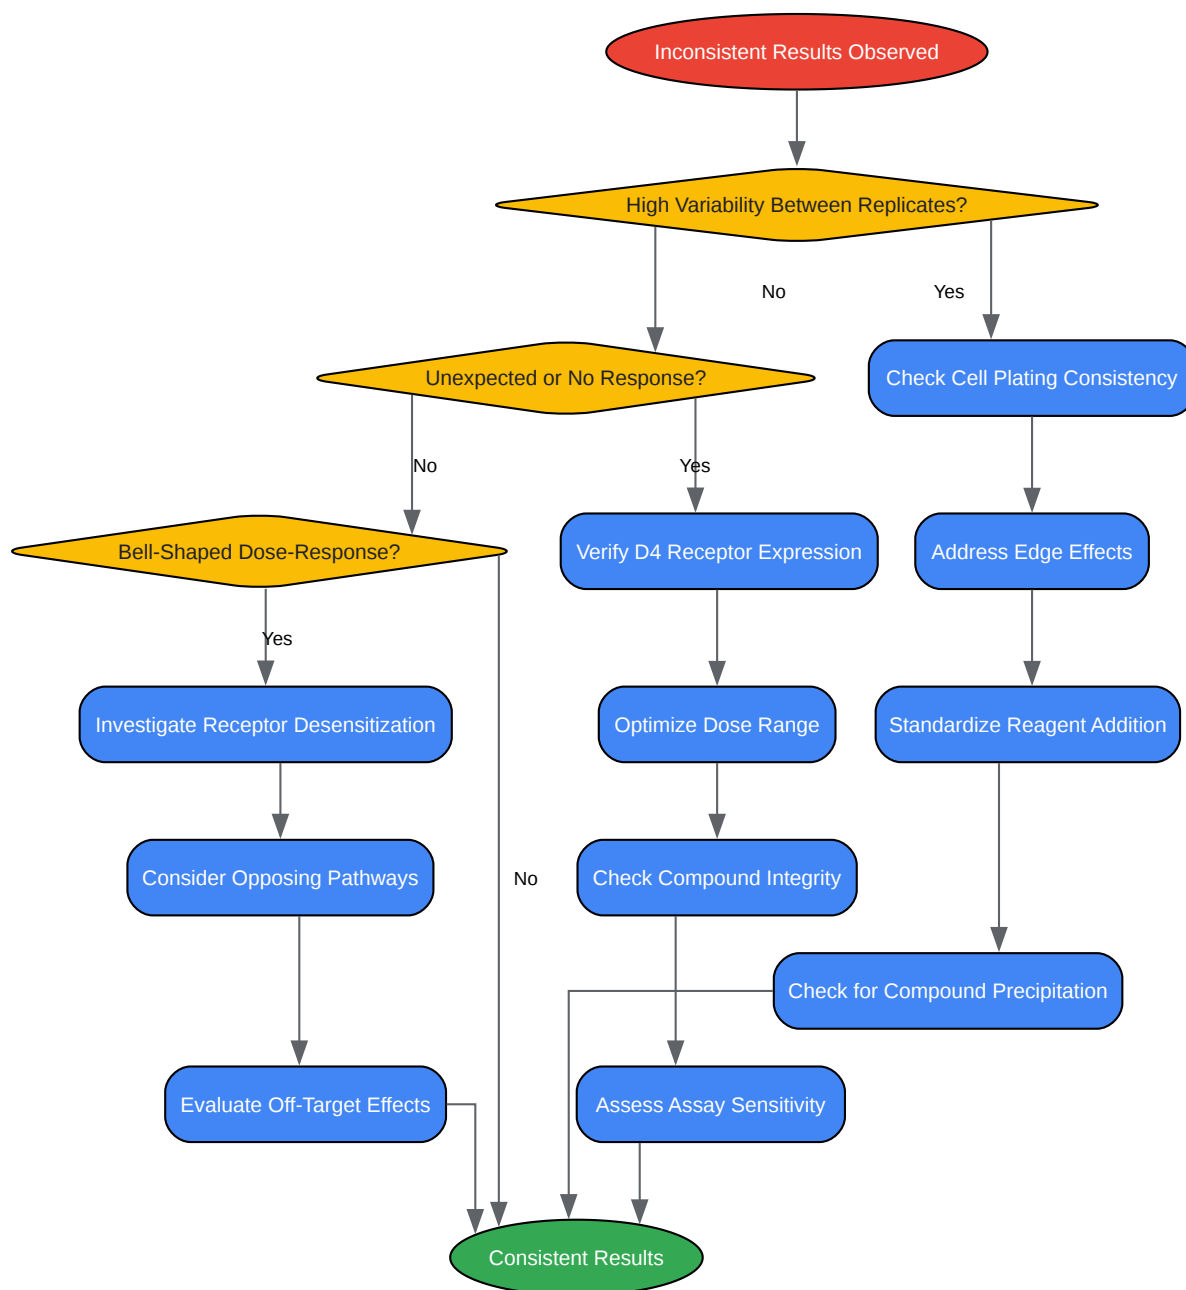 Inconsistent Results Observed
High Variability Between Replicates?
No
Yes
Unexpected or No Response?
Check Cell Plating Consistency
No
Yes
Bell-Shaped Dose-Response?
Verify D4 Receptor Expression
Address Edge Effects
Yes
Investigate Receptor Desensitization
Optimize Dose Range
Standardize Reagent Addition
Consider Opposing Pathways
No
Check Compound Integrity
Check for Compound Precipitation
Evaluate Off-Target Effects
Assess Assay Sensitivity
Consistent Results